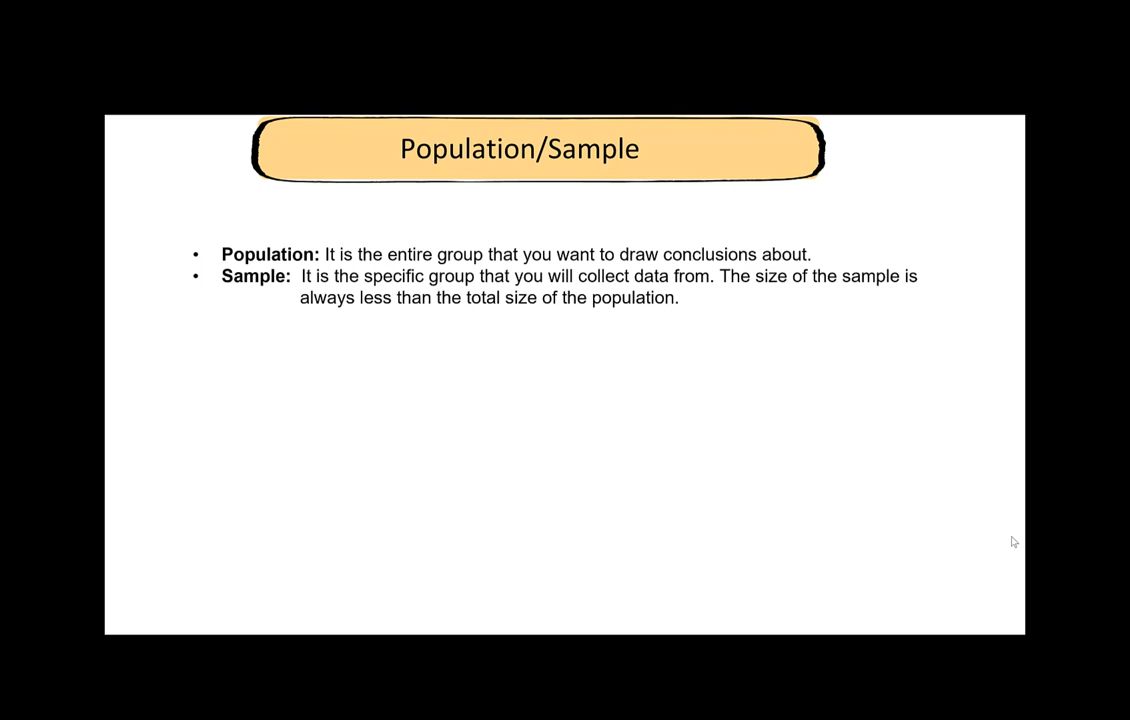 Population/Sample
• Population: It is the entire group that you want to draw conclusions about.
• Sample: It is the specific group that you will collect data from. The size of the sample is
always less than the total size of the population.